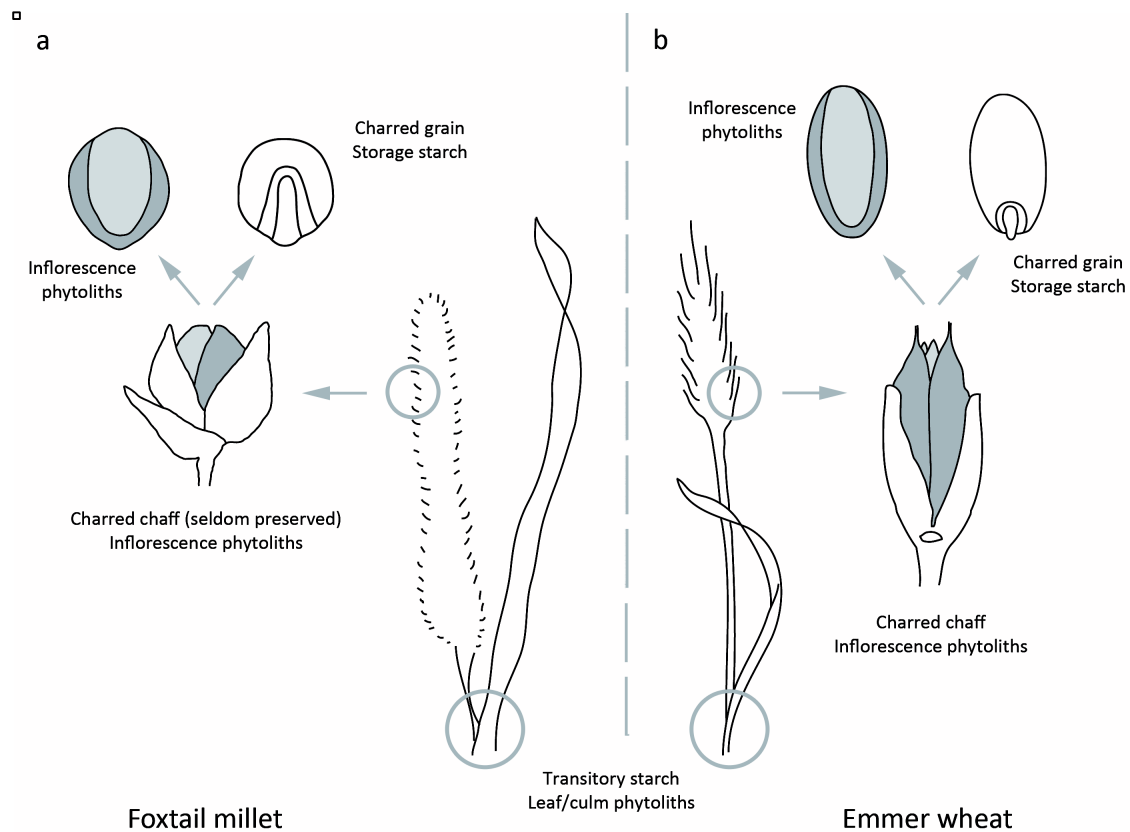 a
Charred grain
Storage starch
Inflorescence
phytoliths
Charred chaff (seldom preserved)
Inflorescence phytoliths
Foxtail millet
b
Inflorescence
phytoliths
Charred grain
Storage starch
Charred chaff
Inflorescence phytoliths
Transitory starch
Leaf/culm phytoliths
Emmer wheat